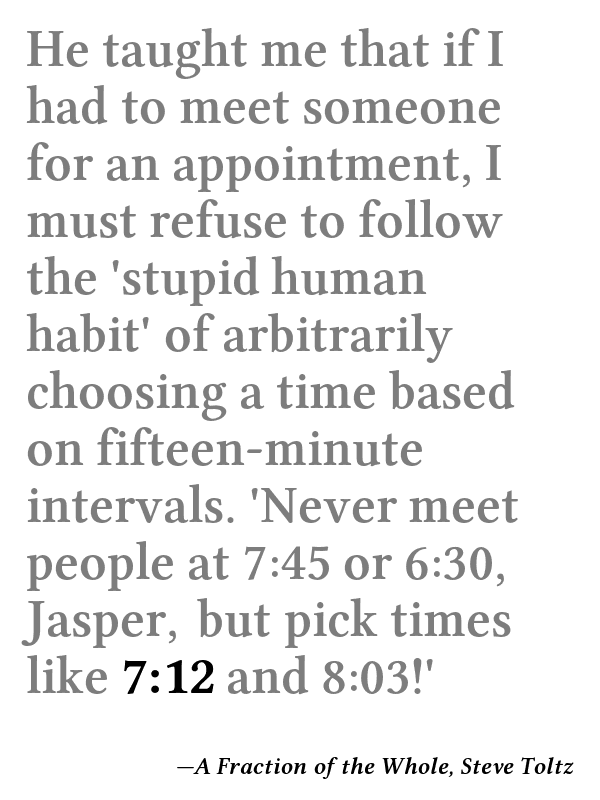 He taught me that if I
had to meet someone
for an appointment, I
must refuse to follow
the 'stupid human
habit' of arbitrarily
choosing a time based
on fifteen-minute
intervals. 'Never meet
people at 7:45 or 6:30,
Jasper, but pick times
like 7:12 and 8:03!'
—A Fraction of the Whole, Steve Toltz